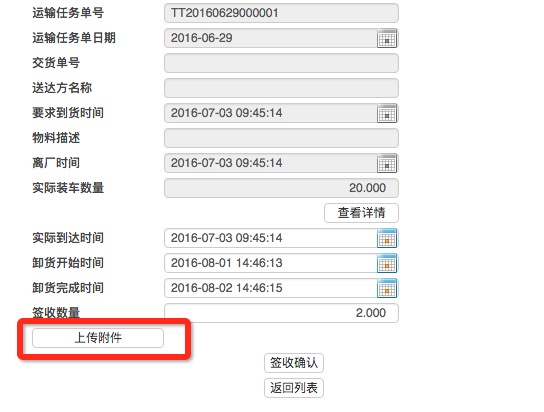 运输任务单号 TT20160629000001
运输任务单日期 2016-06-29
交货单号
送达方名称
要求到货时间 2016-07-03 09:45:14
物料描述
离厂时间 2016-07-03 09:45:14
实际装车数量 20.000
查看详情
实际到达时间 2016-07-03 09:45:14
卸货开始时间 2016-08-01 14:46:13
卸货完成时间 2016-08-02 14:46:15
签收数量 2.000
上传附件
签收确认
返回列表